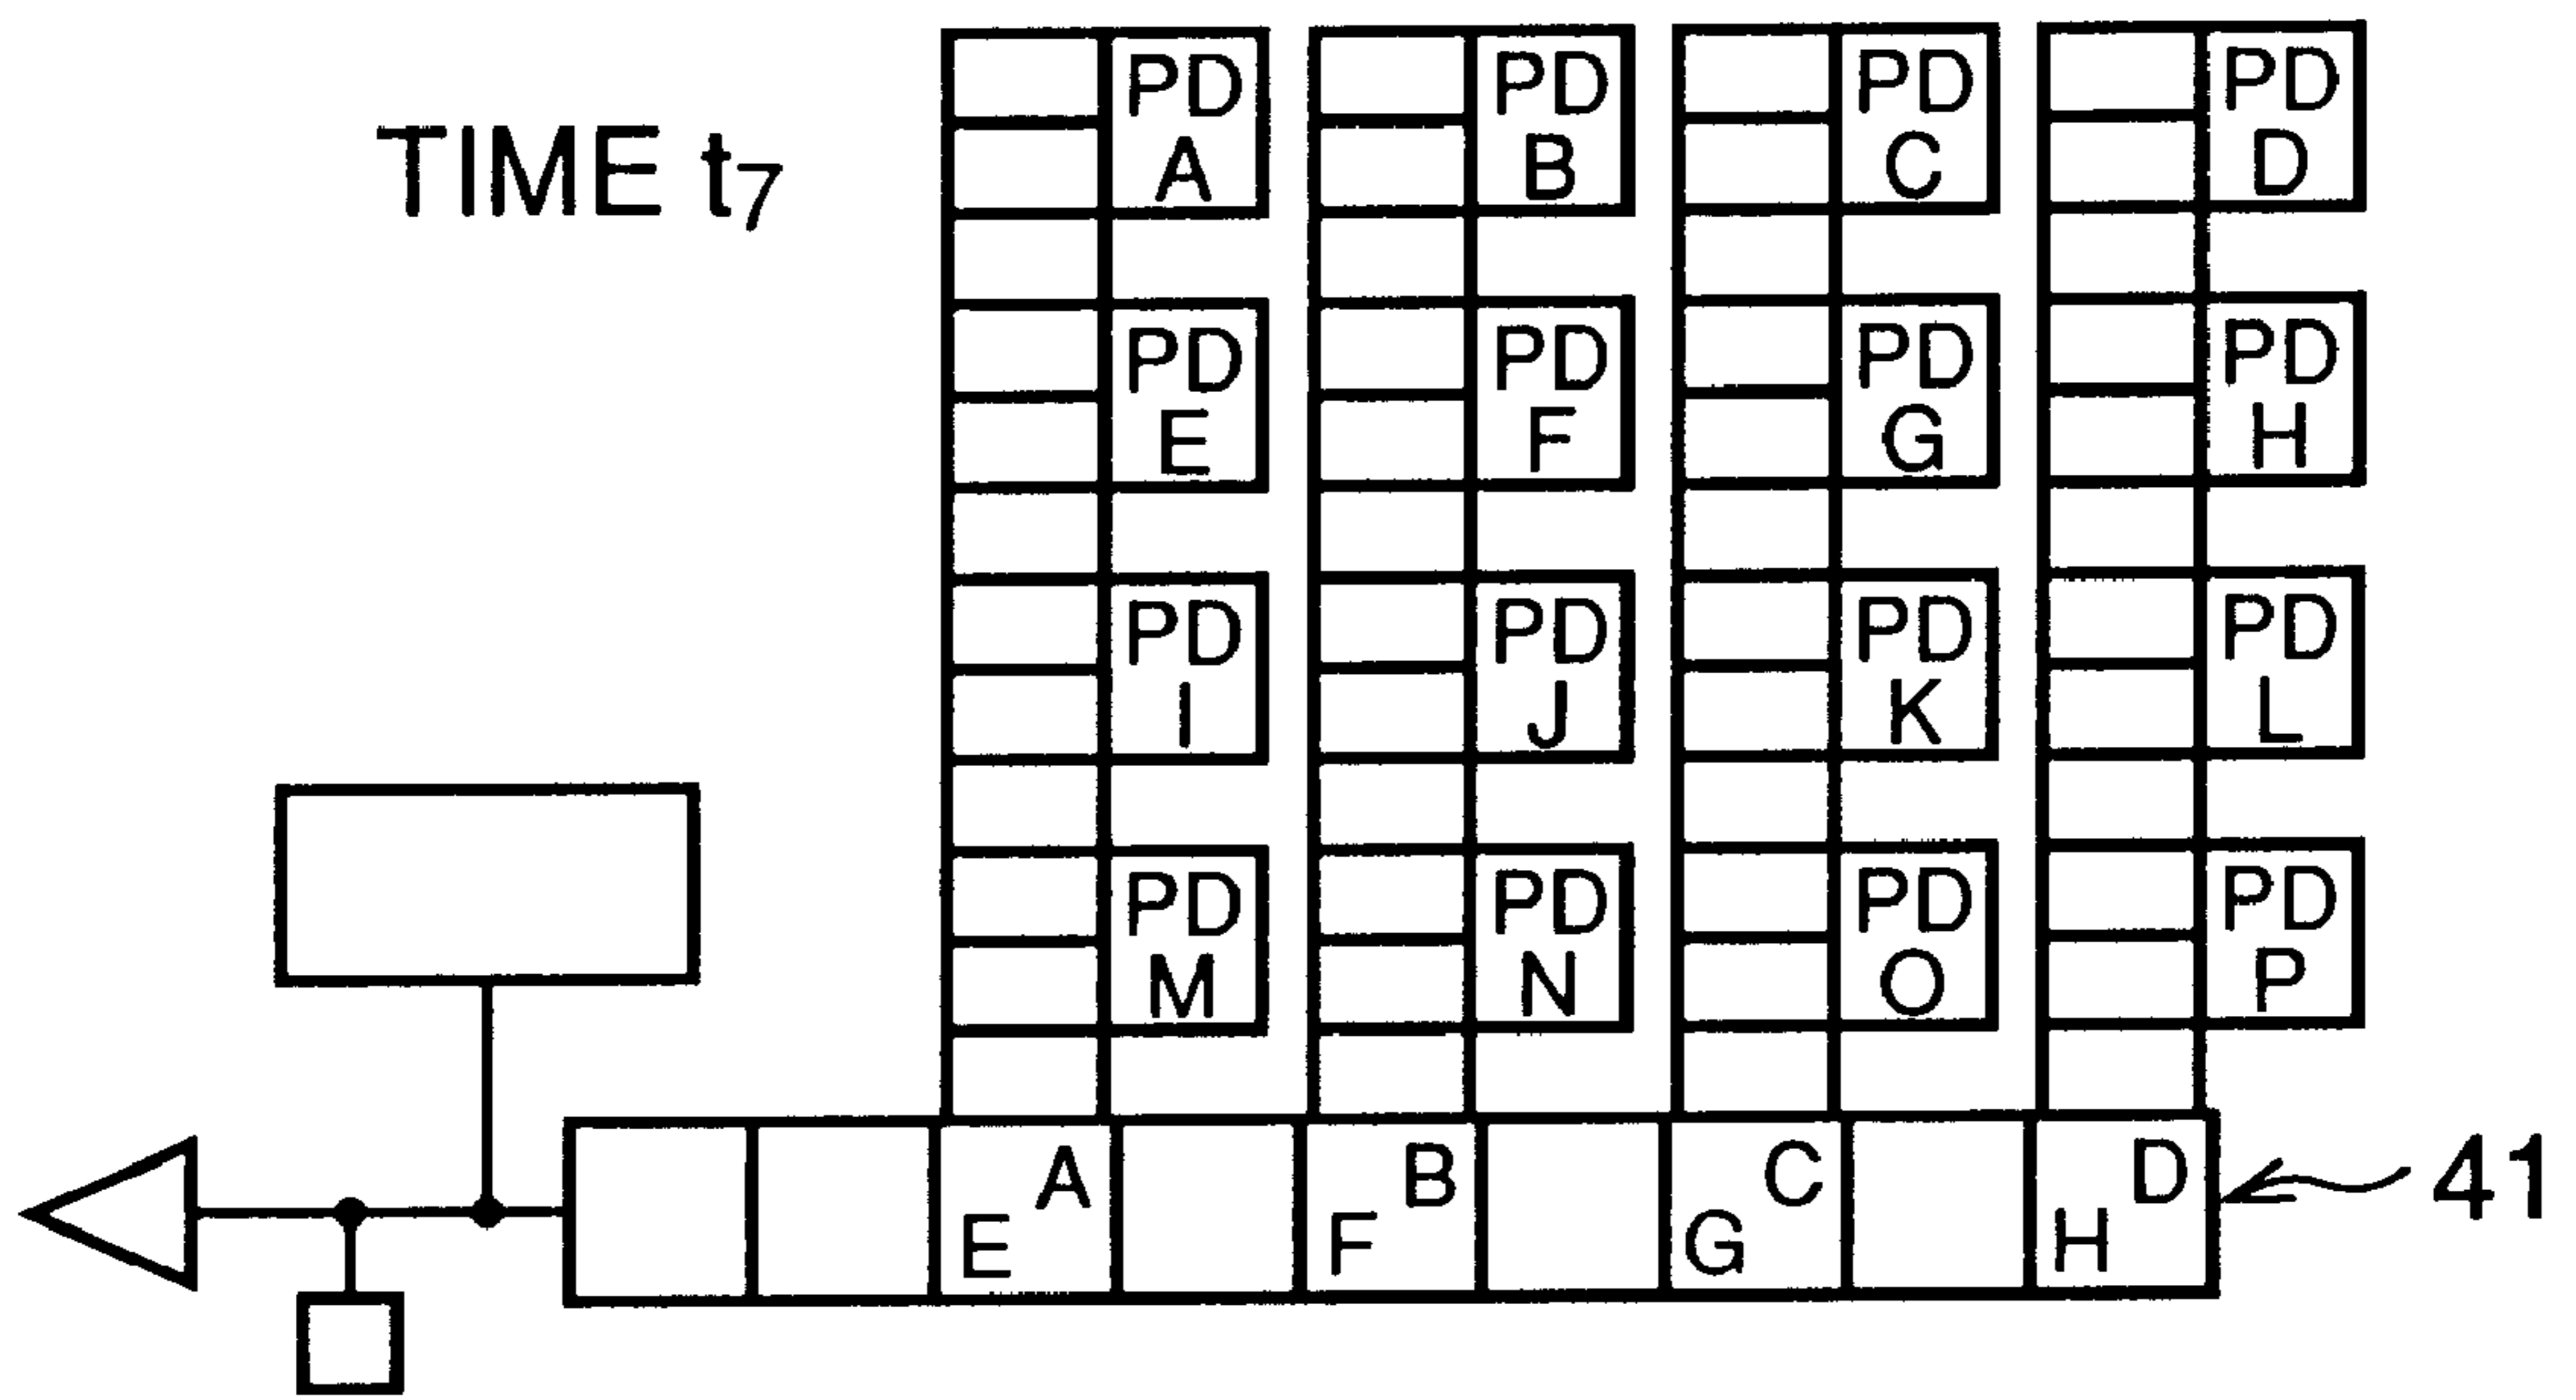 TIME t7
PD A PD B PD C PD D
PD E PD F PD G PD H
PD I PD J PD K PD L
PD M PD N PD O PD P
E A F B G C H D 41